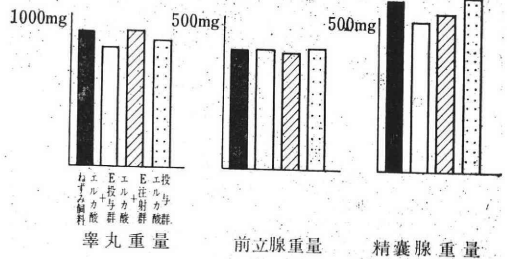 1000mg
500mg
500mg
ねずみ飼料
エルカ酸
+
E投与群
エルカ酸
+
E注射群
エルカ酸
投与群
睾丸重量
前立腺重量
精嚢腺重量